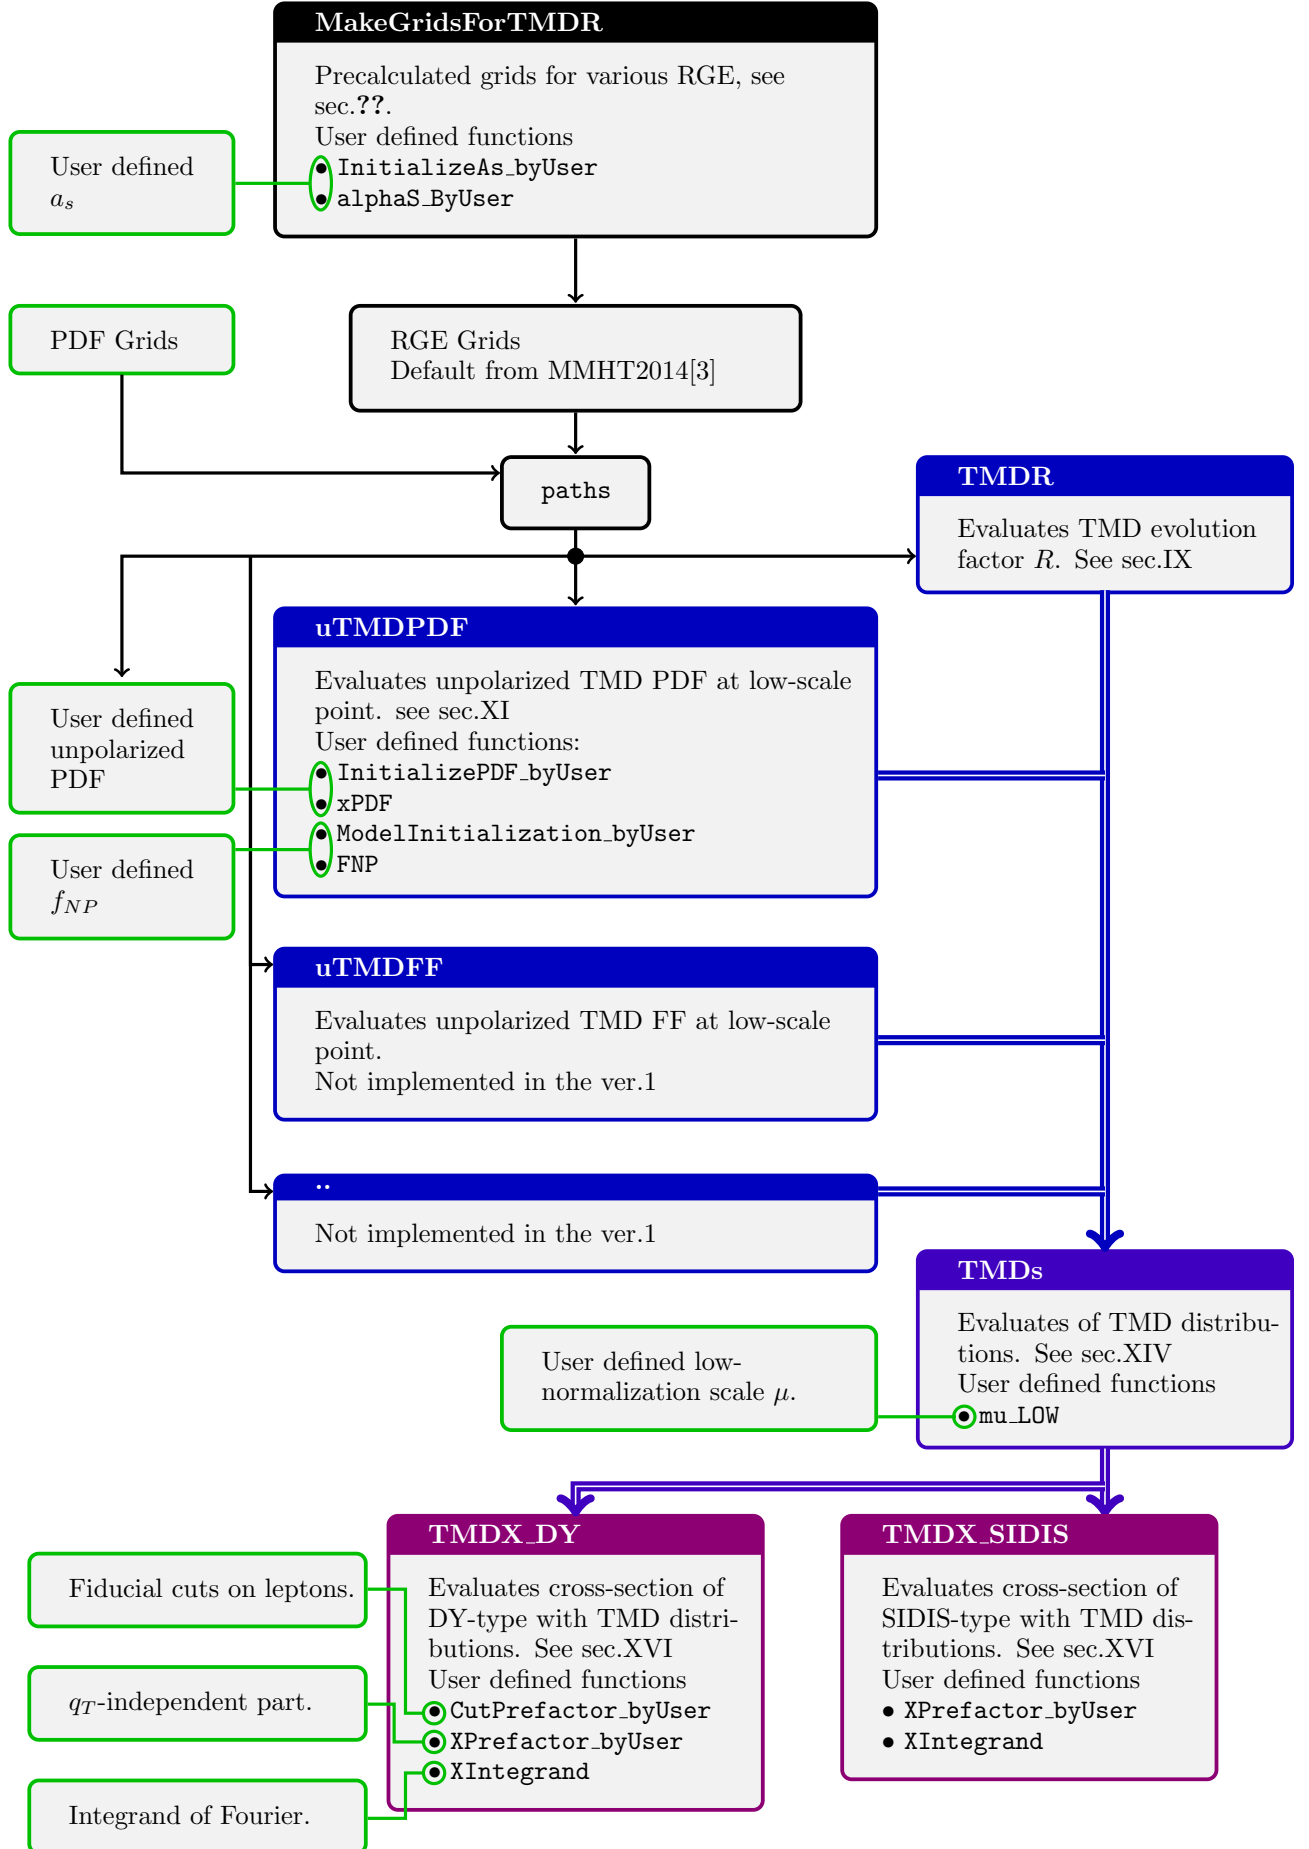 MakeGridsForTMDR
Precalculated grids for various RGE, see
sec.??.
User defined functions
• InitializeAs_byUser
• alphaS_ByUser
User defined
a_s
PDF Grids
RGE Grids
Default from MMHT2014[3]
paths
TMDR
Evaluates TMD evolution
factor R. See sec.IX
uTMDPDF
Evaluates unpolarized TMD PDF at low-scale
point. see sec.XI
User defined functions:
• InitializePDF_byUser
• xPDF
• ModelInitialization_byUser
• FNP
User defined
unpolarized
PDF
User defined
f_{NP}
uTMDFF
Evaluates unpolarized TMD FF at low-scale
point.
Not implemented in the ver.1
..
Not implemented in the ver.1
TMDs
Evaluates of TMD distribu-
tions. See sec.XIV
User defined functions
• mu_LOW
User defined low-
normalization scale μ.
TMDX_DY
Evaluates cross-section of
DY-type with TMD distri-
butions. See sec.XVI
User defined functions
• CutPrefactor_byUser
• XPrefactor_byUser
• XIntegrand
TMDX_SIDIS
Evaluates cross-section of
SIDIS-type with TMD dis-
tributions. See sec.XVI
User defined functions
• XPrefactor_byUser
• XIntegrand
Fiducial cuts on leptons.
q_T-independent part.
Integrand of Fourier.